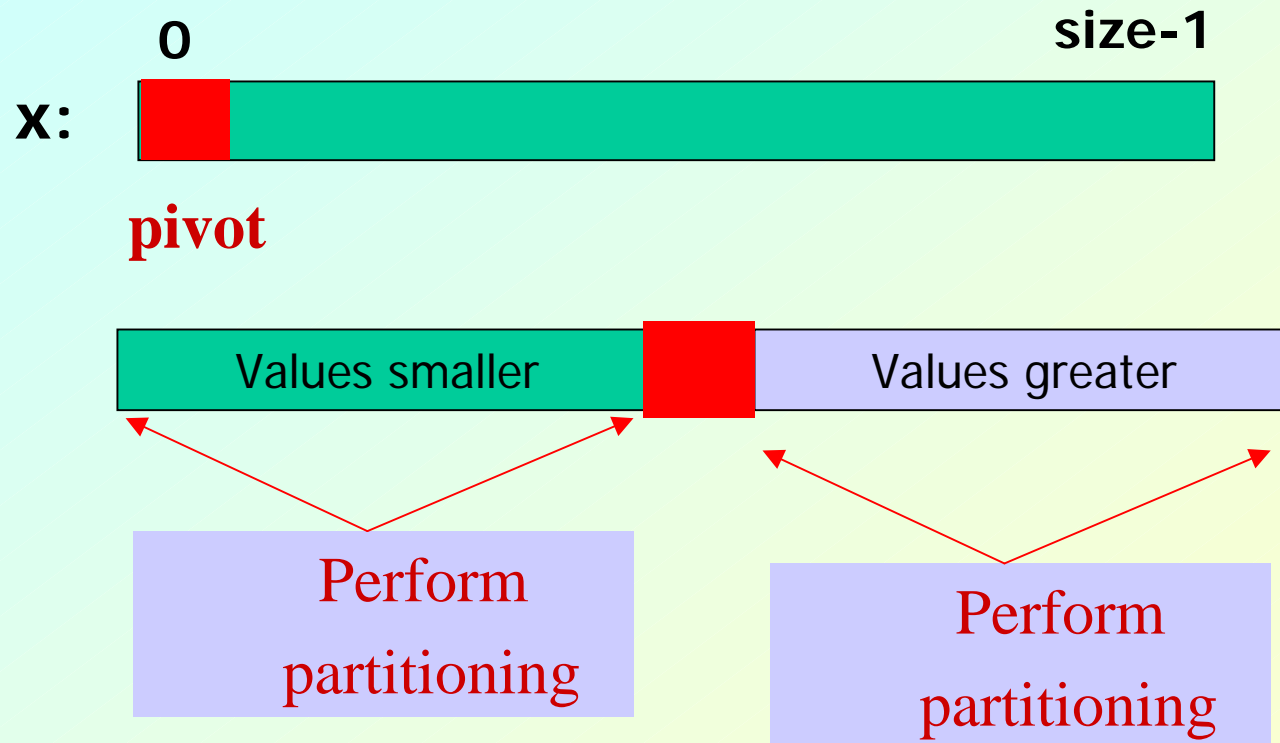 0 size-1
x:
pivot
Values smaller Values greater
Perform
partitioning
Perform
partitioning